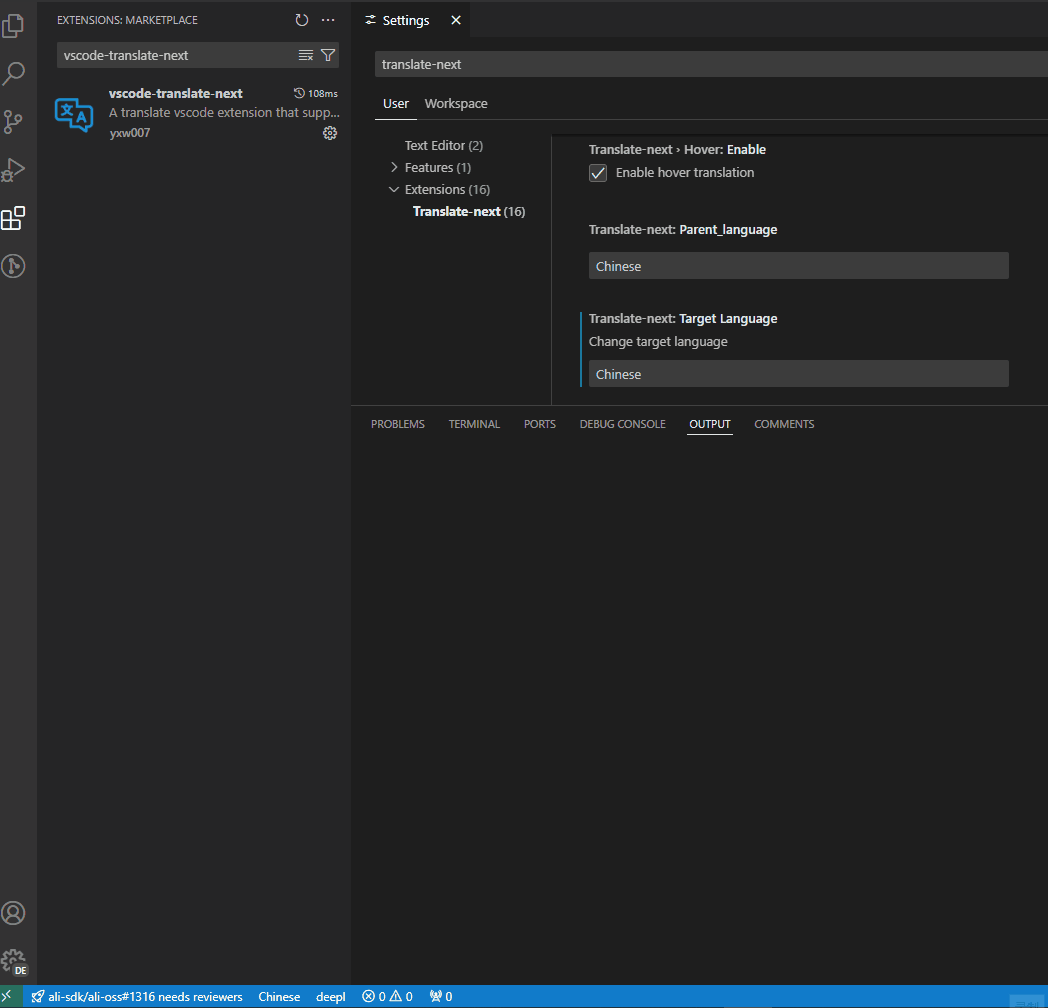 EXTENSIONS: MARKETPLACE
vscode-translate-next
vscode-translate-next
108ms
A translate vscode extension that supp...
yxw007
Settings
translate-next
User
Workspace
Text Editor (2)
Features (1)
Extensions (16)
Translate-next (16)
Translate-next › Hover: Enable
Enable hover translation
Translate-next: Parent_language
Chinese
Translate-next: Target Language
Change target language
Chinese
PROBLEMS
TERMINAL
PORTS
DEBUG CONSOLE
OUTPUT
COMMENTS
DE
ali-sdk/ali-oss#1316 needs reviewers
Chinese
deepl
0
0
0